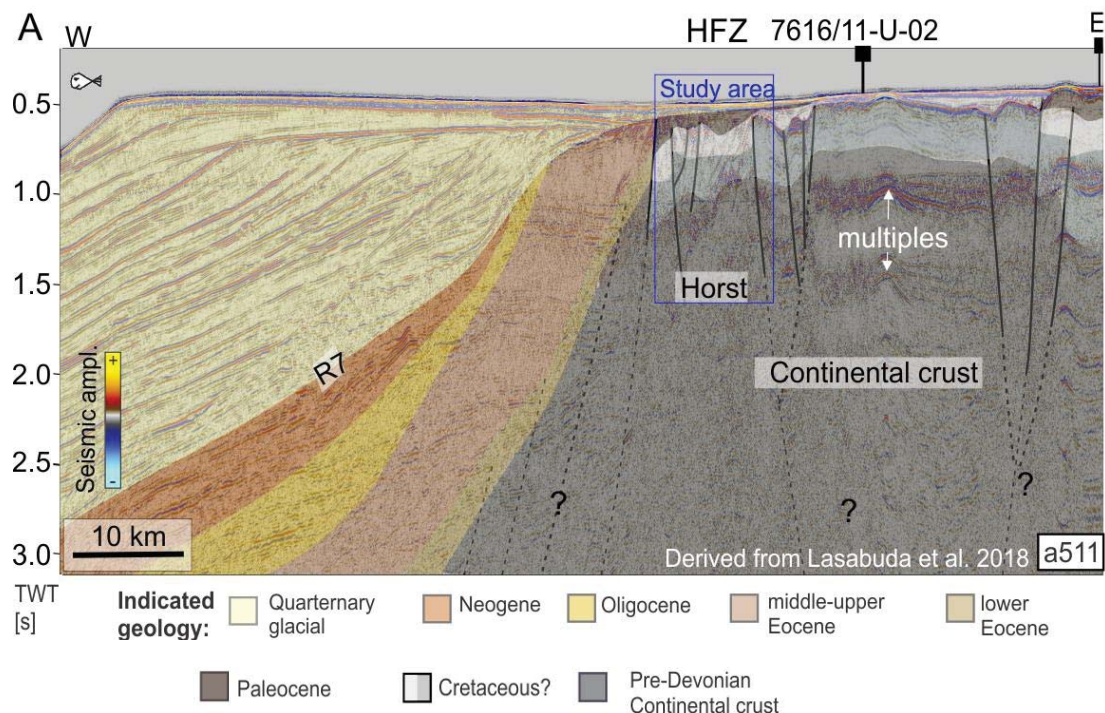 A
W
HFZ 7616/11-U-02
E
Study area
0.5
1.0
multiples
1.5
Horst
R7
2.0
Continental crust
Seismic ampl.
+
-
2.5
?
?
?
10 km
3.0
Derived from Lasabuda et al. 2018
a511
TWT
[s]
Indicated
geology:
Quarternary
glacial
Neogene
Oligocene
middle-upper
Eocene
lower
Eocene
Paleocene
Cretaceous?
Pre-Devonian
Continental crust